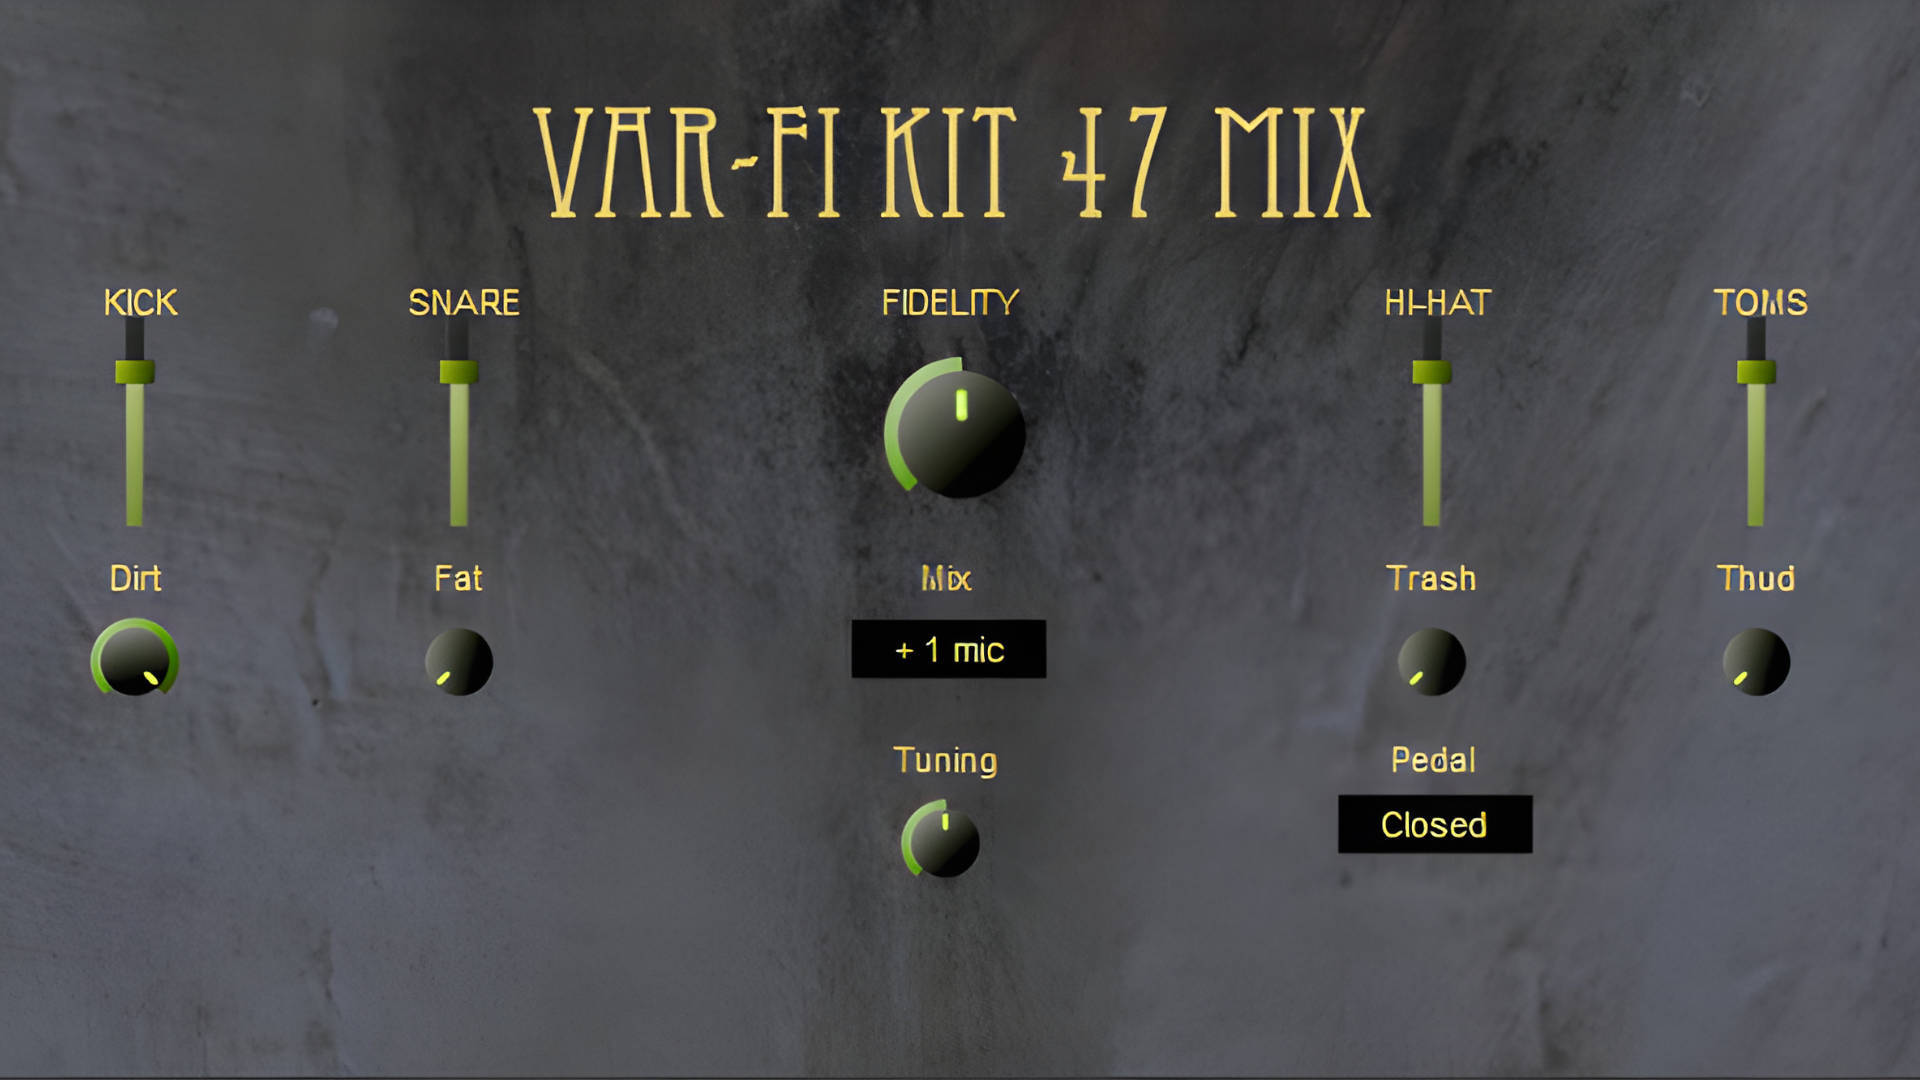 VAR-FI KIT 47 MIX
KICK
SNARE
FIDELITY
HI-HAT
TOMS
Dirt
Fat
Mix
Trash
Thud
+ 1 mic
Tuning
Pedal
Closed